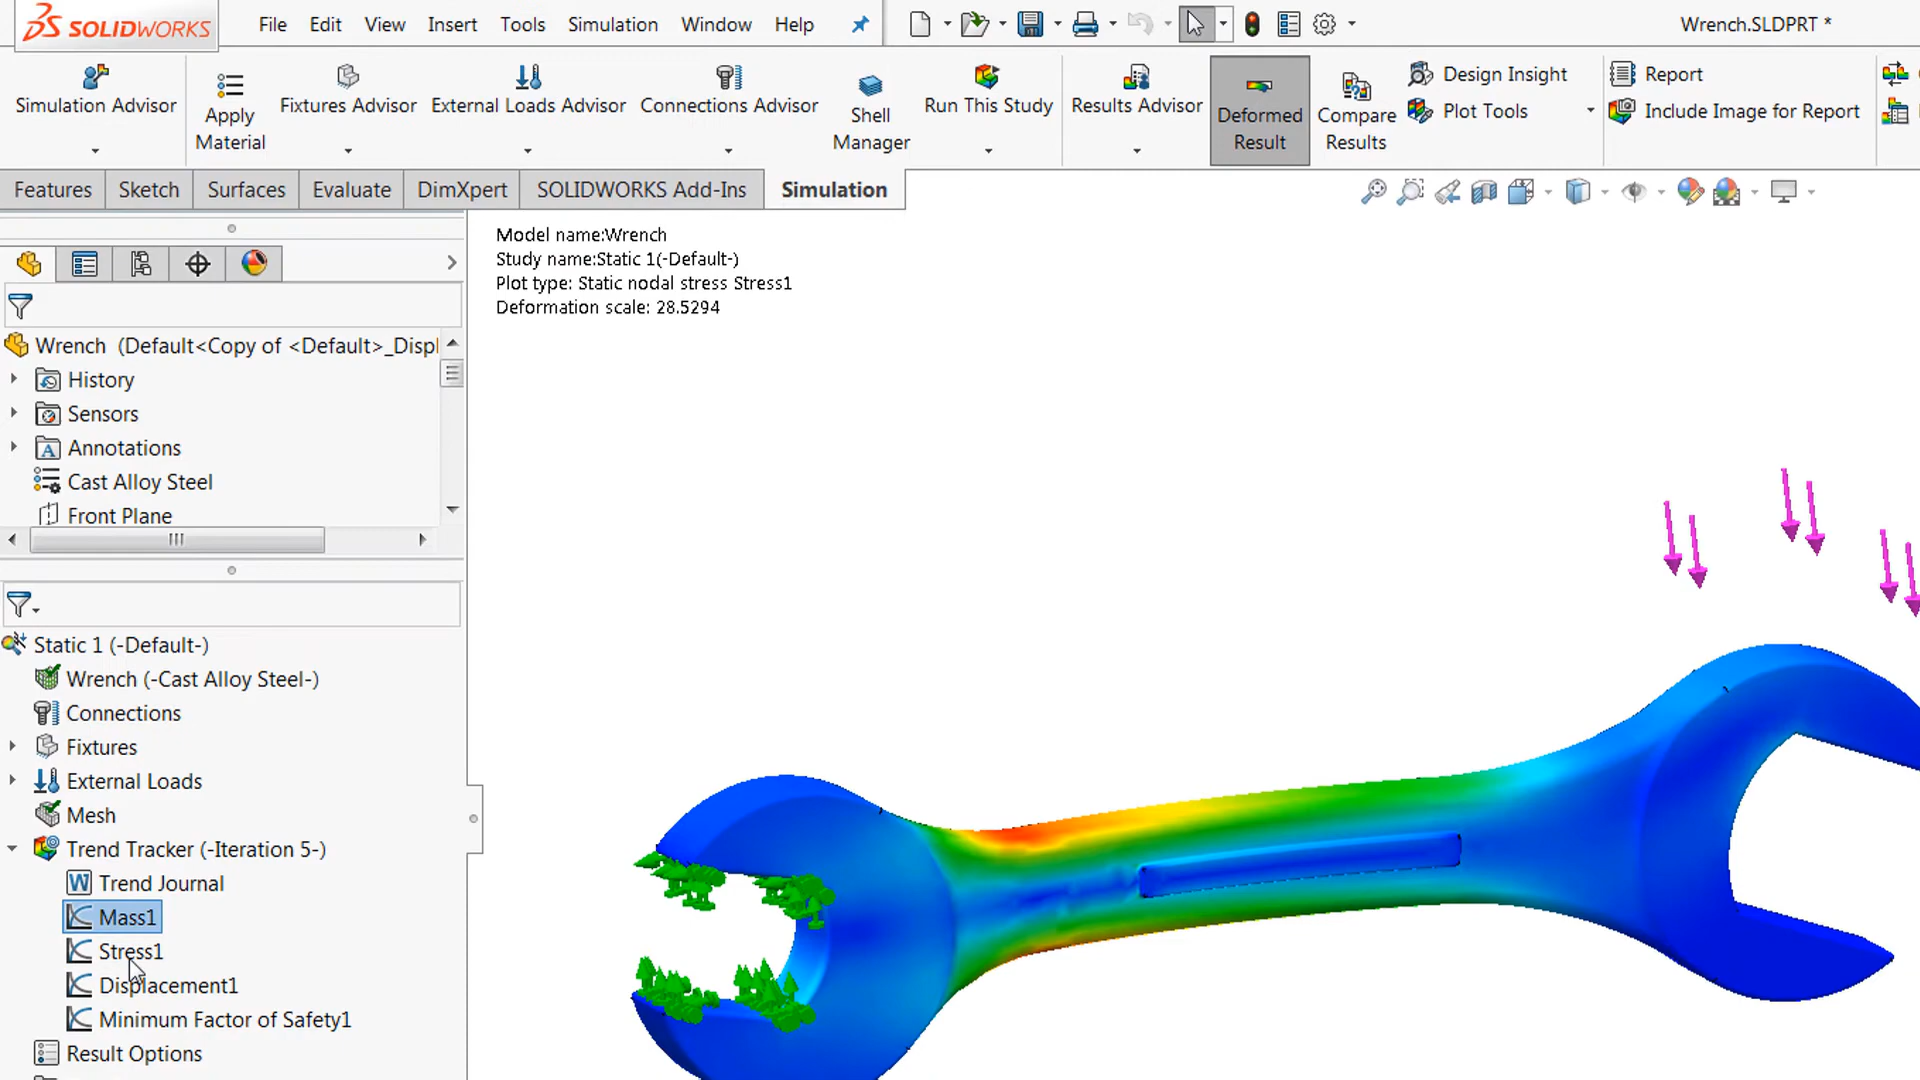 SOLIDWORKS
File Edit View Insert Tools Simulation Window Help
Wrench.SLDPRT *
Simulation Advisor
Apply Material
Fixtures Advisor
External Loads Advisor
Connections Advisor
Shell Manager
Run This Study
Results Advisor
Deformed Result
Compare Results
Design Insight
Plot Tools
Report
Include Image for Report
Features Sketch Surfaces Evaluate DimXpert SOLIDWORKS Add-Ins Simulation
Model name:Wrench
Study name:Static 1(-Default-)
Plot type: Static nodal stress Stress1
Deformation scale: 28.5294
Wrench (Default<Copy of <Default>_Displ
History
Sensors
Annotations
Cast Alloy Steel
Front Plane
Static 1 (-Default-)
Wrench (-Cast Alloy Steel-)
Connections
Fixtures
External Loads
Mesh
Trend Tracker (-Iteration 5-)
Trend Journal
Mass1
Stress1
Displacement1
Minimum Factor of Safety1
Result Options